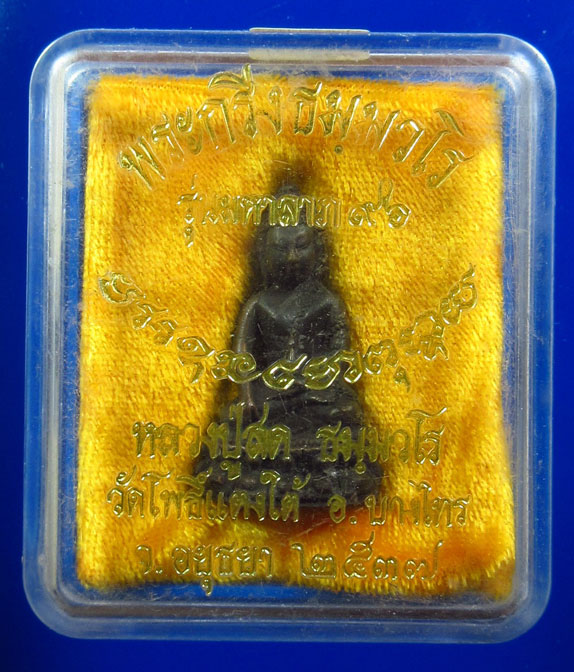 พระกริ่งธมฺมวโร
รุ่นมหาลาภ ๙๑
หลวงปู่สด ธมฺมวโร
วัดโพธิ์แตงใต้ อ. บางไทร
จ. อยุธยา ๒๕๓๗